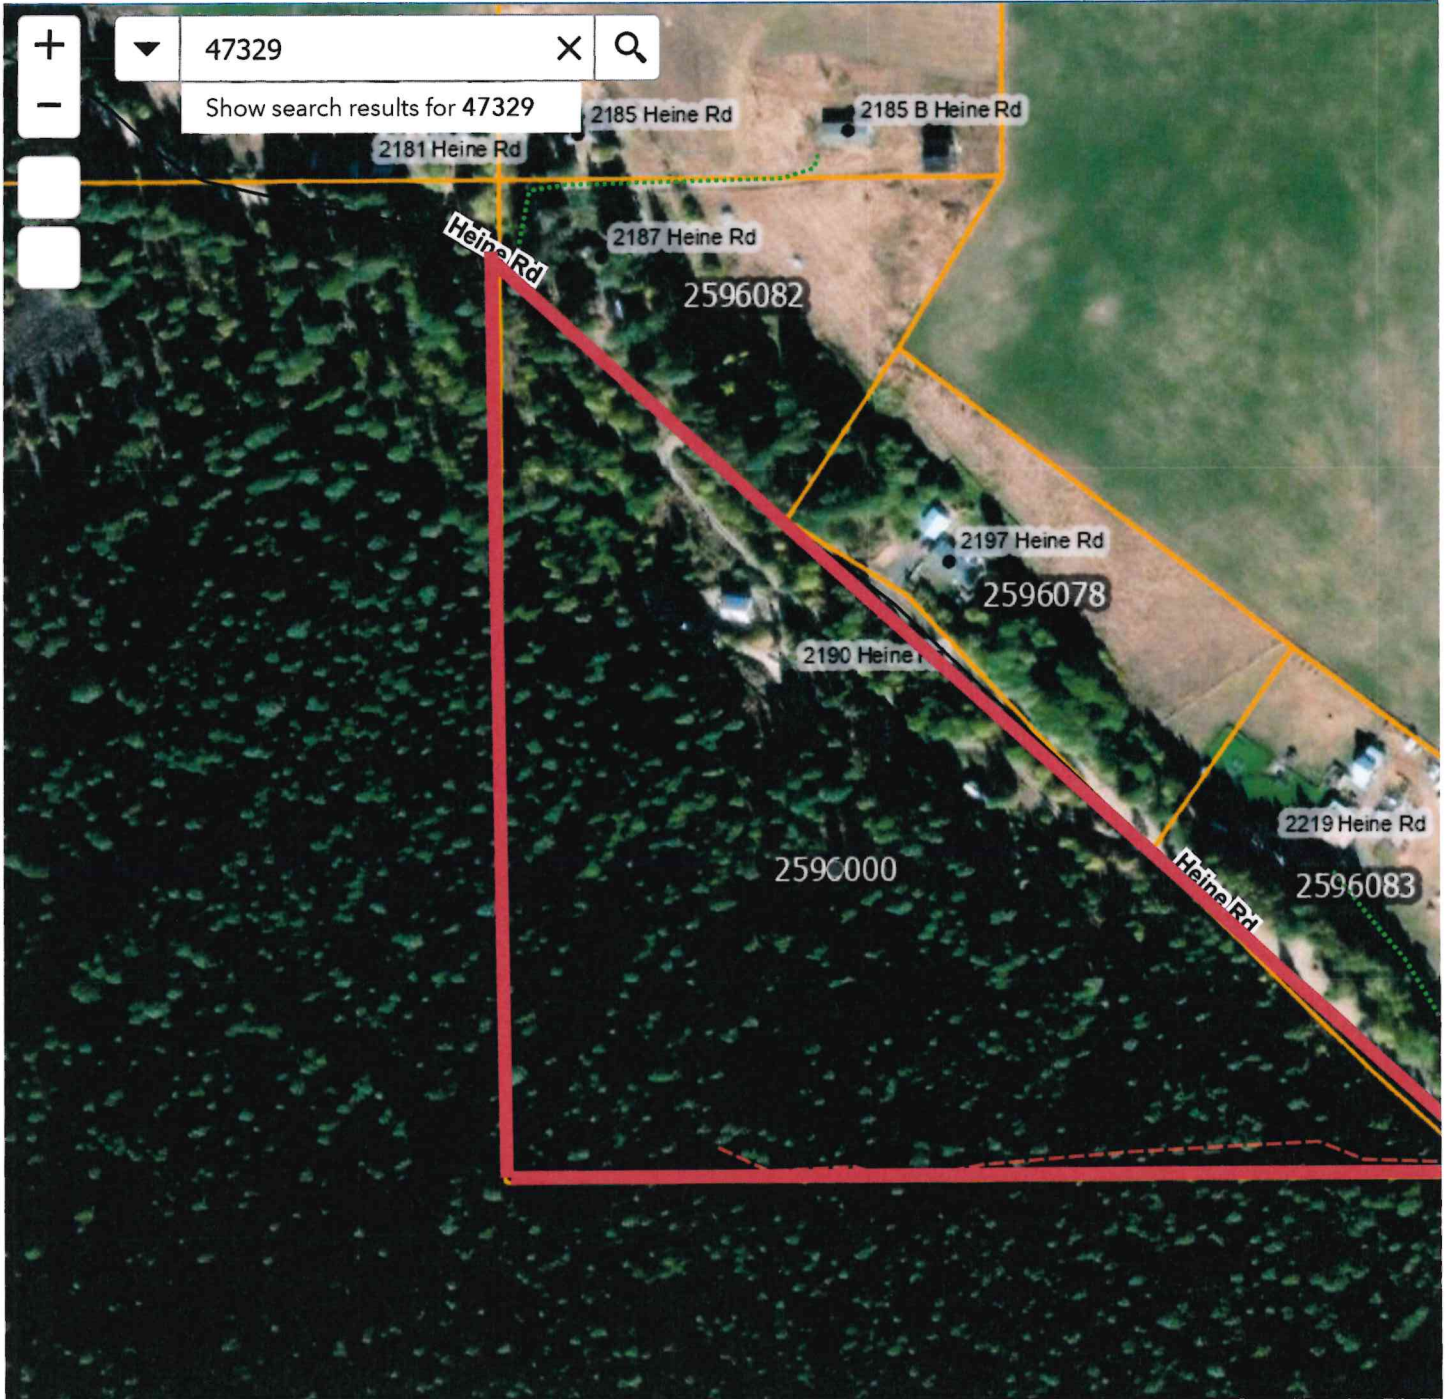 47329
Show search results for 47329
2185 Heine Rd
2185 B Heine Rd
2181 Heine Rd
Heine Rd
2187 Heine Rd
2596082
2197 Heine Rd
2596078
2190 Heine
2219 Heine Rd
Heine Rd
2596083